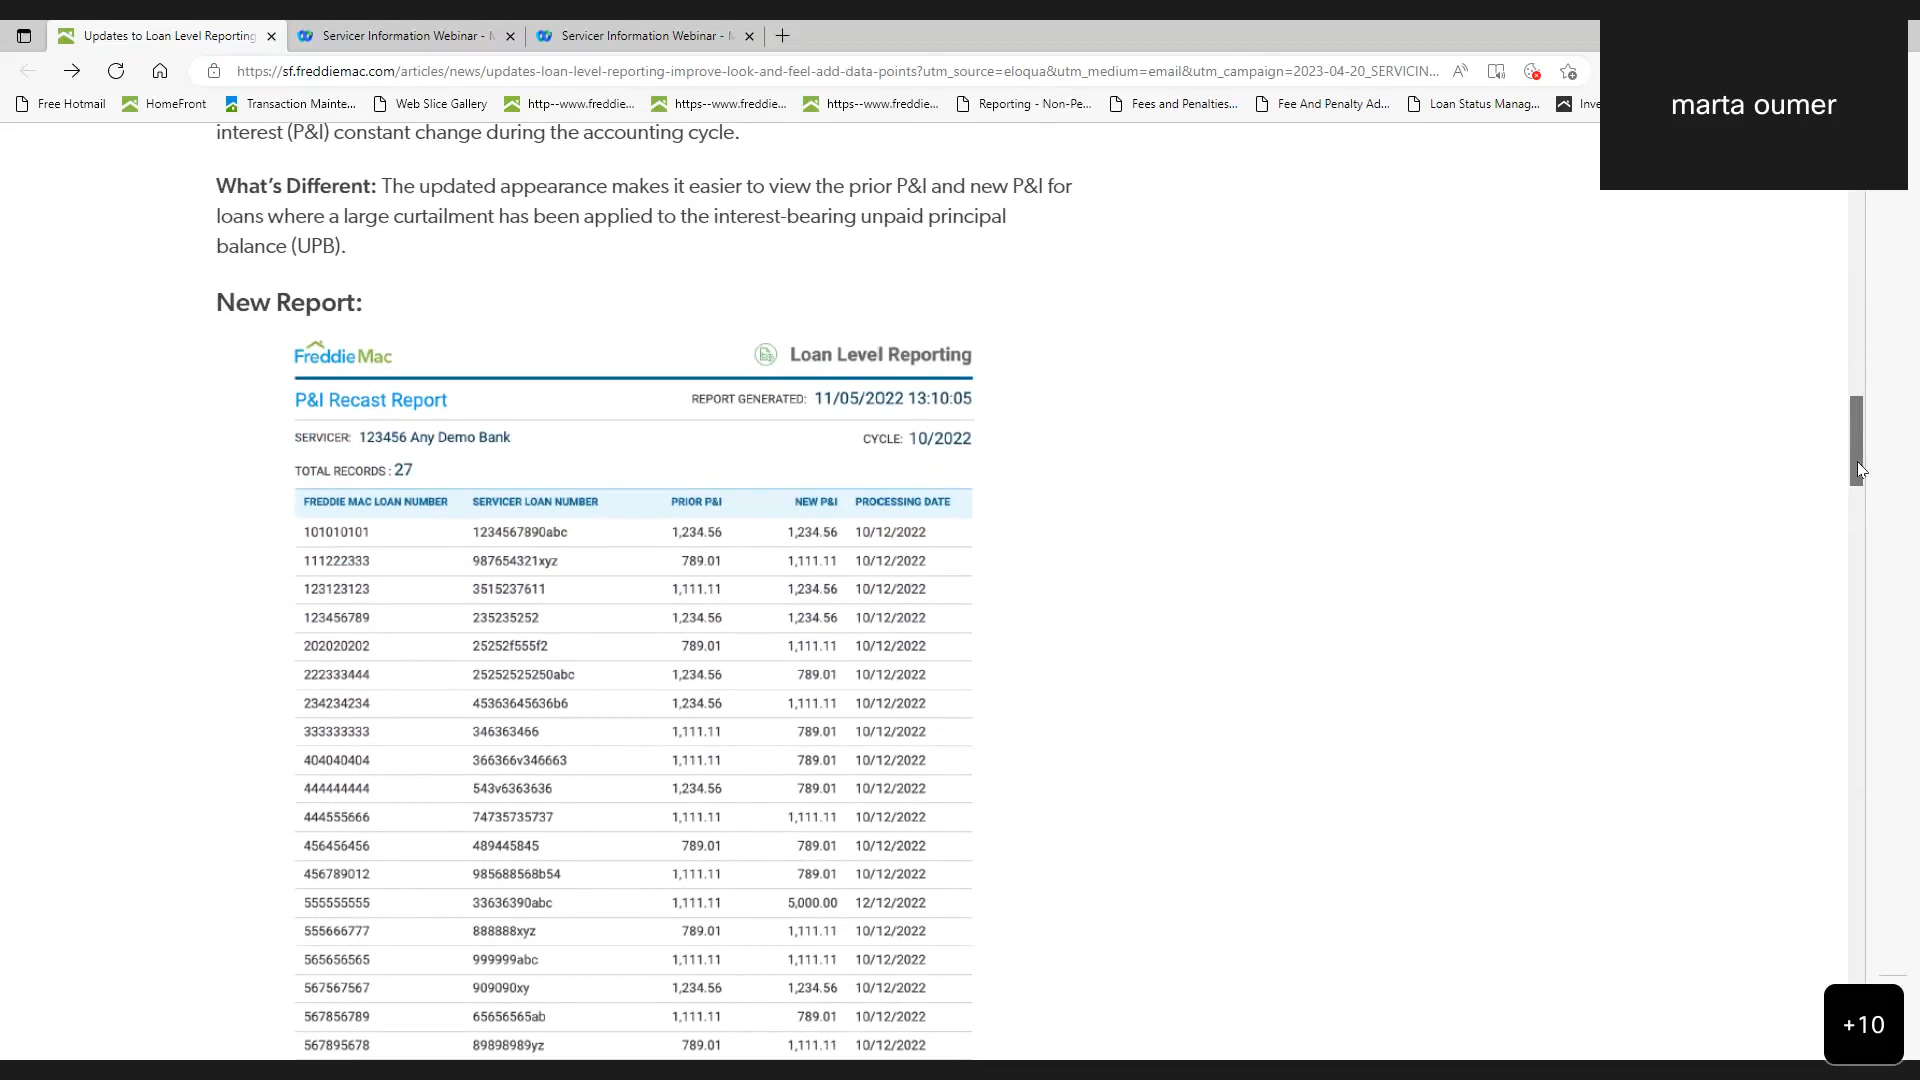 Updates to Loan Level Reporting
Servicer Information Webinar - M
Servicer Information Webinar - M
https://sf.freddiemac.com/articles/news/updates-loan-level-reporting-improve-look-and-feel-add-data-points?utm_source=eloqua&utm_medium=email&utm_campaign=2023-04-20_SERVICIN...
Free Hotmail HomeFront Transaction Mainte... Web Slice Gallery http--www.freddie... https--www.freddie... https--www.freddie... Reporting - Non-Pe... Fees and Penalties... Fee And Penalty Ad... Loan Status Manag... Inve
marta oumer
interest (P&I) constant change during the accounting cycle.
What’s Different: The updated appearance makes it easier to view the prior P&I and new P&I for
loans where a large curtailment has been applied to the interest-bearing unpaid principal
balance (UPB).
New Report:
Freddie Mac Loan Level Reporting
P&I Recast Report REPORT GENERATED: 11/05/2022 13:10:05
SERVICER: 123456 Any Demo Bank CYCLE: 10/2022
TOTAL RECORDS : 27
FREDDIE MAC LOAN NUMBER SERVICER LOAN NUMBER PRIOR P&I NEW P&I PROCESSING DATE
101010101 1234567890abc 1,234.56 1,234.56 10/12/2022
111222333 987654321xyz 789.01 1,111.11 10/12/2022
123123123 3515237611 1,111.11 1,234.56 10/12/2022
123456789 235235252 1,234.56 1,234.56 10/12/2022
202020202 25252f555f2 789.01 1,111.11 10/12/2022
222333444 25252525250abc 1,234.56 789.01 10/12/2022
234234234 45363645636b6 1,234.56 1,111.11 10/12/2022
333333333 346363466 1,111.11 789.01 10/12/2022
404040404 366366v346663 1,111.11 789.01 10/12/2022
444444444 543v6363636 1,234.56 789.01 10/12/2022
444555666 74735735737 1,111.11 1,111.11 10/12/2022
456456456 489445845 789.01 789.01 10/12/2022
456789012 985688568b54 1,111.11 789.01 10/12/2022
555555555 33636390abc 1,111.11 5,000.00 12/12/2022
555666777 888888xyz 789.01 1,111.11 10/12/2022
565656565 999999abc 1,111.11 1,111.11 10/12/2022
567567567 909090xy 1,234.56 1,234.56 10/12/2022
567856789 65656565ab 1,111.11 789.01 10/12/2022
567895678 89898989yz 789.01 1,111.11 10/12/2022
+10